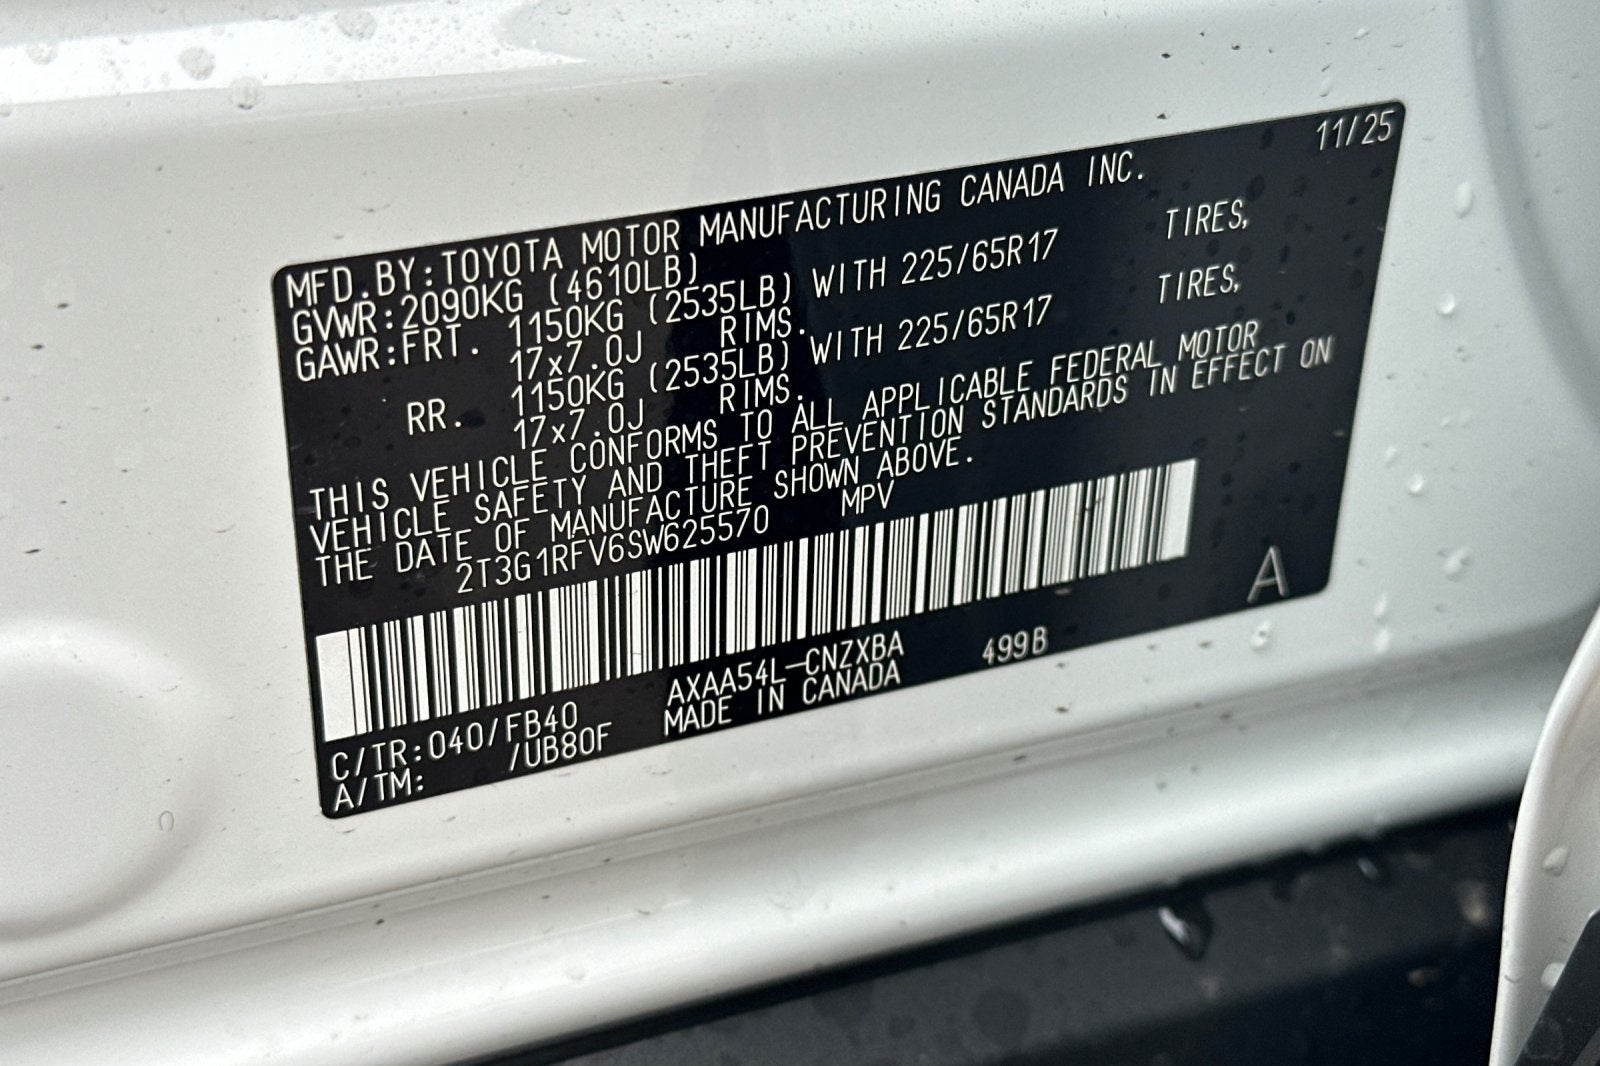 11/25
MFD.BY:TOYOTA MOTOR MANUFACTURING CANADA INC.
GVWR:2090KG (4610LB)
GAWR:FRT. 1150KG (2535LB) WITH 225/65R17 TIRES,
17x7.0J RIMS.
RR. 1150KG (2535LB) WITH 225/65R17 TIRES,
17x7.0J RIMS.
THIS VEHICLE CONFORMS TO ALL APPLICABLE FEDERAL MOTOR
VEHICLE SAFETY AND THEFT PREVENTION STANDARDS IN EFFECT ON
THE DATE OF MANUFACTURE SHOWN ABOVE.
2T3G1RFV6SW625570 MPV
A
C/TR:040/FB40 AXAA54L-CNZXBA 499B
A/TM: /UB80F MADE IN CANADA